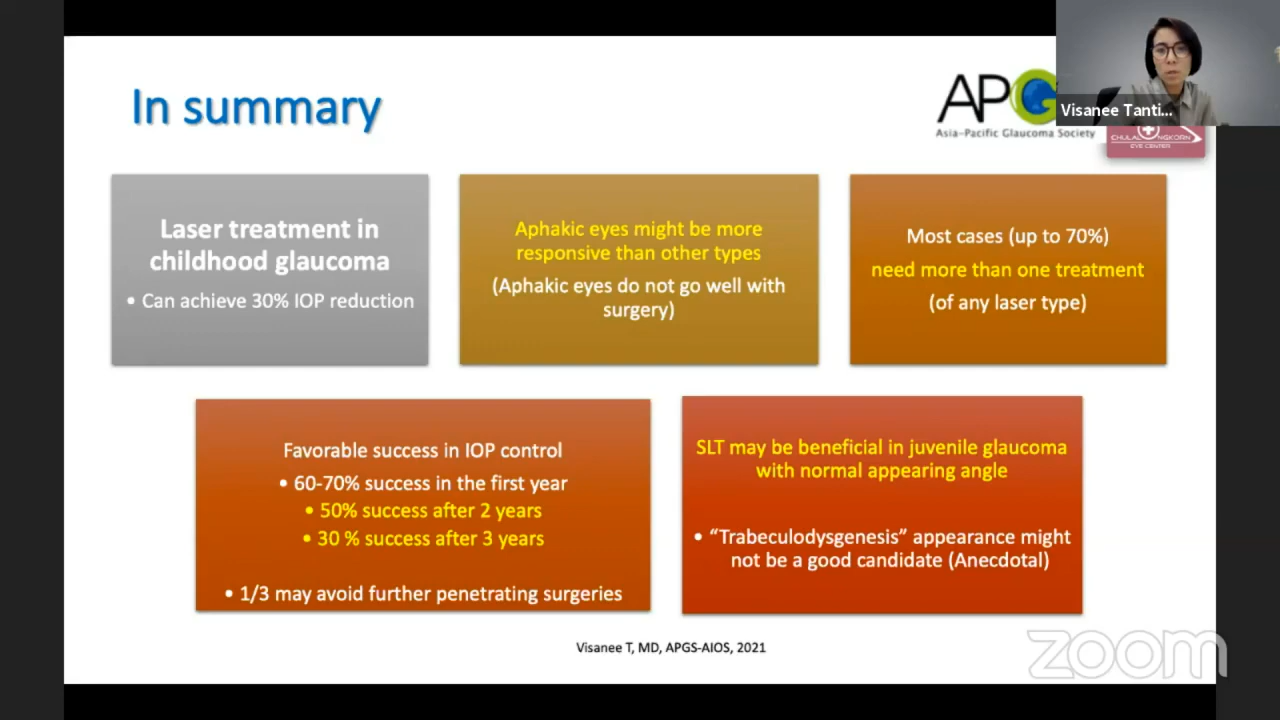 In summary
AP
Asia-Pacific Glaucoma Society
Visanee Tanti...
CHULAL NGKORN
EYE CENTER
Laser treatment in
childhood glaucoma
• Can achieve 30% IOP reduction
Aphakic eyes might be more
responsive than other types
(Aphakic eyes do not go well with
surgery)
Most cases (up to 70%)
need more than one treatment
(of any laser type)
Favorable success in IOP control
• 60-70% success in the first year
• 50% success after 2 years
• 30 % success after 3 years
• 1/3 may avoid further penetrating surgeries
SLT may be beneficial in juvenile glaucoma
with normal appearing angle
• “Trabeculodysgenesis” appearance might
not be a good candidate (Anecdotal)
Visanee T, MD, APGS-AIOS, 2021
zoom